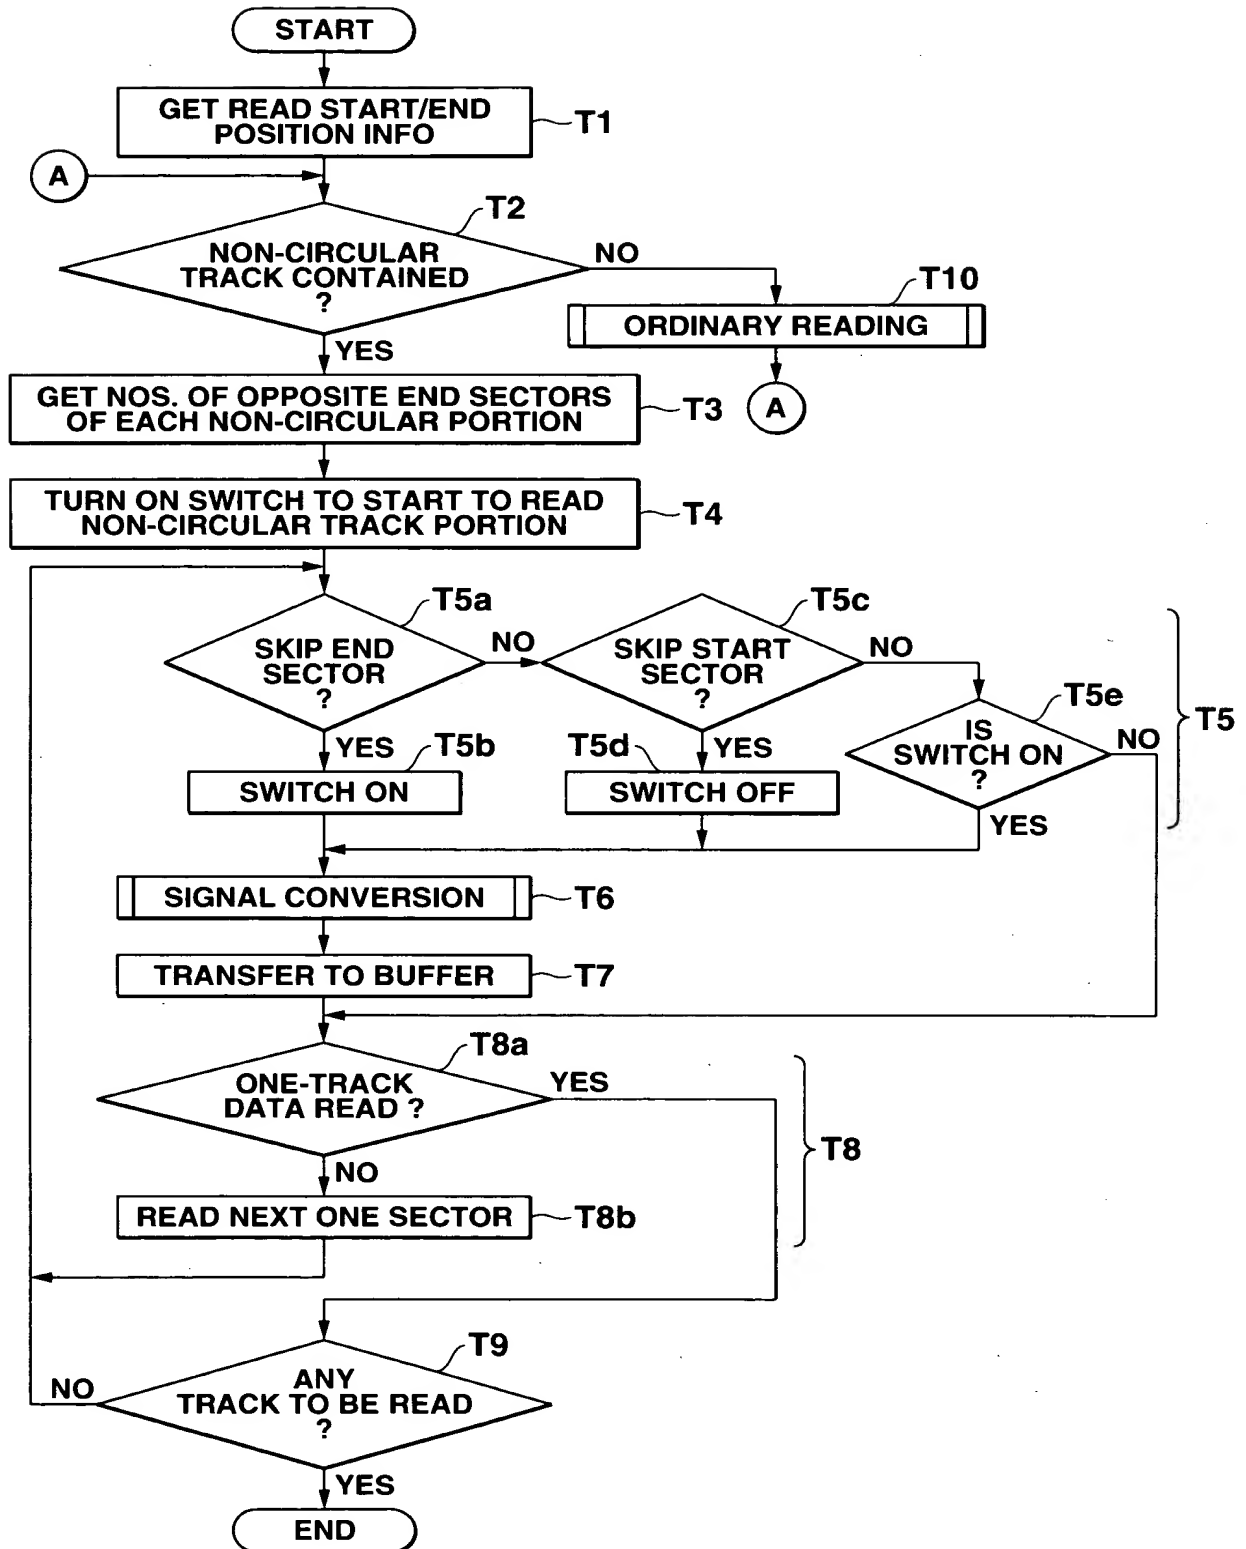 START
GET READ START/END
POSITION INFO
T1
A
T2
NON-CIRCULAR
TRACK CONTAINED
?
NO
T10
ORDINARY READING
YES
A
GET NOS. OF OPPOSITE END SECTORS
OF EACH NON-CIRCULAR PORTION
T3
TURN ON SWITCH TO START TO READ
NON-CIRCULAR TRACK PORTION
T4
T5a
SKIP END
SECTOR
?
NO
T5c
SKIP START
SECTOR
?
NO
T5e
IS
SWITCH ON
?
NO
T5
YES
T5b
SWITCH ON
T5d
YES
SWITCH OFF
YES
SIGNAL CONVERSION
T6
TRANSFER TO BUFFER
T7
T8a
ONE-TRACK
DATA READ ?
YES
T8
NO
READ NEXT ONE SECTOR
T8b
T9
ANY
TRACK TO BE READ
?
NO
YES
END